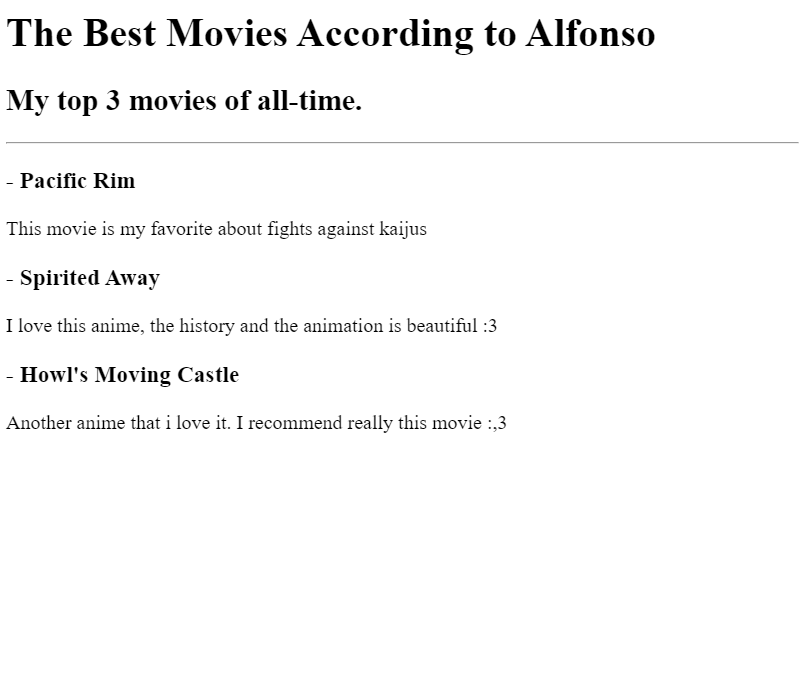 The Best Movies According to Alfonso
My top 3 movies of all-time.
- Pacific Rim
This movie is my favorite about fights against kaijus
- Spirited Away
I love this anime, the history and the animation is beautiful :3
- Howl's Moving Castle
Another anime that i love it. I recommend really this movie :,3